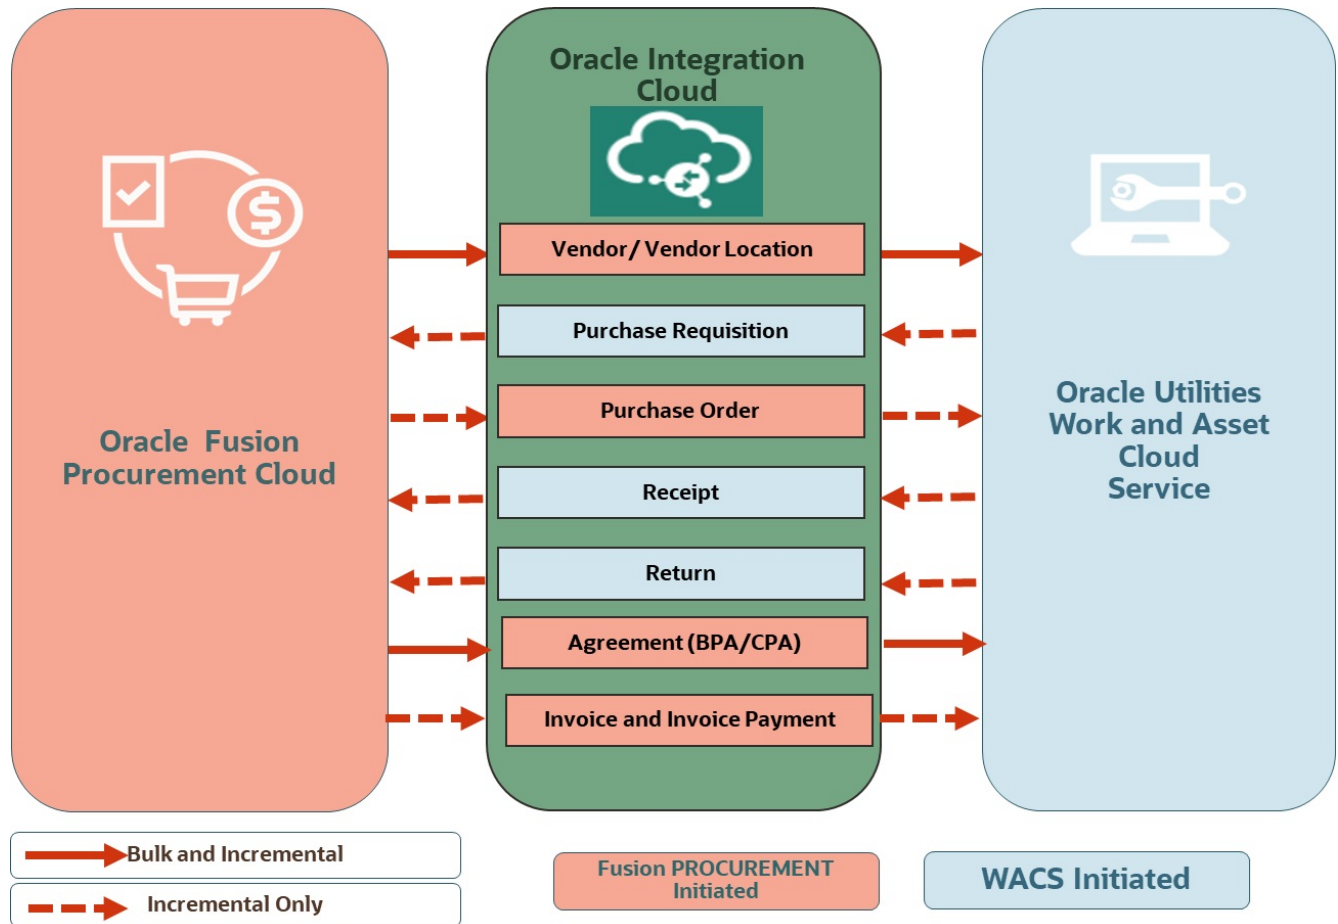 Oracle Fusion
Procurement Cloud
Oracle Integration
Cloud
Vendor/ Vendor Location
Purchase Requisition
Purchase Order
Receipt
Return
Agreement (BPA/CPA)
Invoice and Invoice Payment
Oracle Utilities
Work and Asset
Cloud
Service
Bulk and Incremental
Incremental Only
Fusion PROCUREMENT
Initiated
WACS Initiated